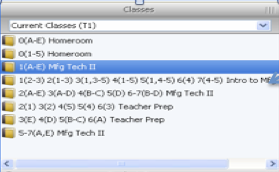 Classes
Current Classes (T1)
0(A-E) Homeroom
0(1-5) Homeroom
1(A-E) Mfg Tech II
1(2-3) 2(1-3) 3(1,3-5) 4(1-5) 5(1,4-5) 6(4) 7(4-5) Intro to
2(A-E) 3(A-D) 4(B-C) 5(D) 6-7(B-D) Mfg Tech II
2(1) 3(2) 4(5) 5(4) 6(3) Teacher Prep
3(E) 4(D) 5(B-C) 6(A) Teacher Prep
5-7(A,E) Mfg Tech II